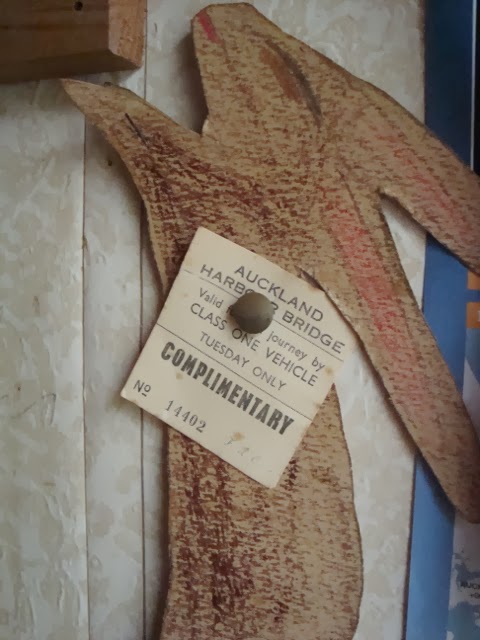 AUCKLAND
HARBOUR BRIDGE
Valid journey by
CLASS ONE VEHICLE
TUESDAY ONLY
COMPLIMENTARY
Nº 14402